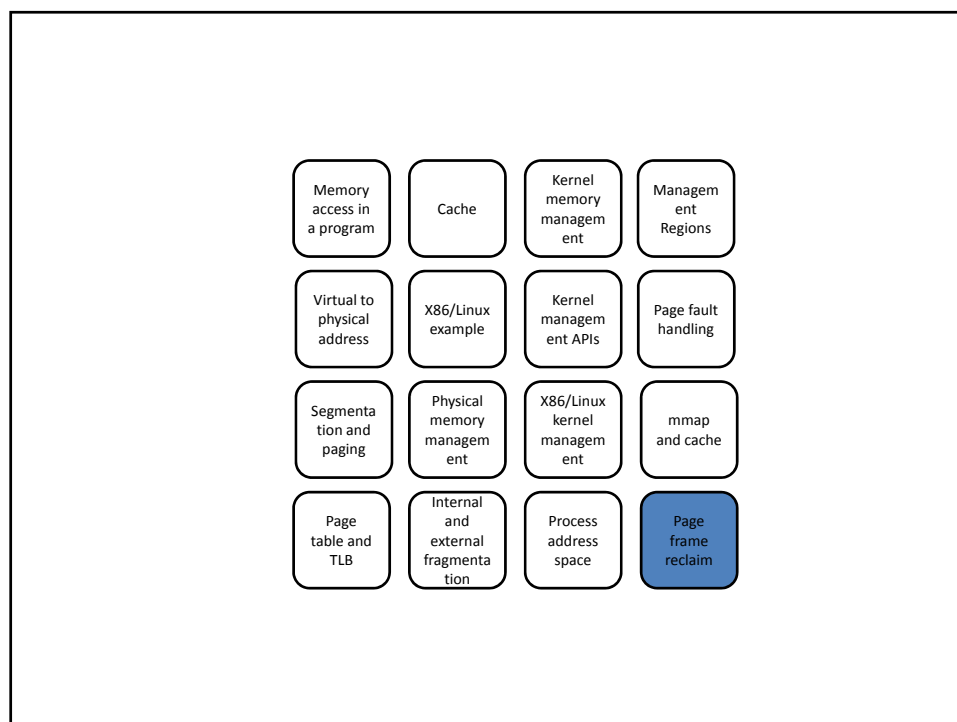 Memory
access in
a program
Cache
Kernel
memory
managem
ent
Managem
ent
Regions
Virtual to
physical
address
X86/Linux
example
Kernel
managem
ent APIs
Page fault
handling
Segmenta
tion and
paging
Physical
memory
managem
ent
X86/Linux
kernel
managem
ent
mmap
and cache
Page
table and
TLB
Internal
and
external
fragmenta
tion
Process
address
space
Page
frame
reclaim